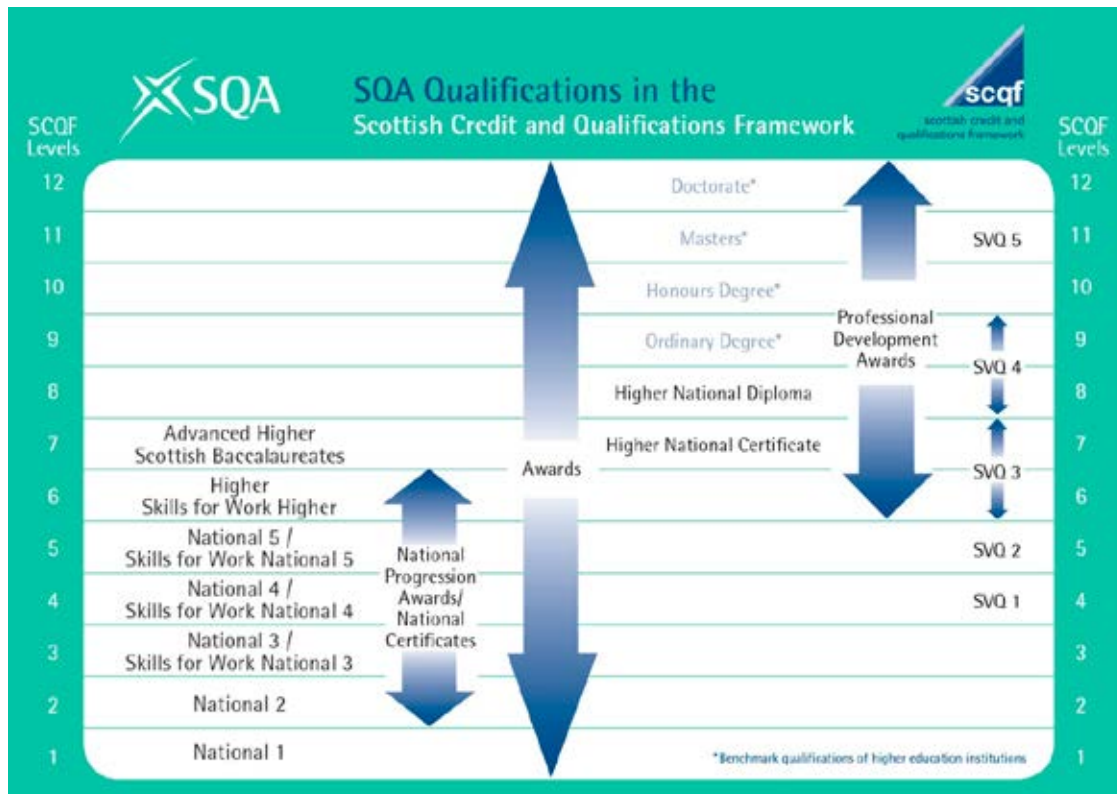 SQA
SQA Qualifications in the
Scottish Credit and Qualifications Framework
scqf
scottish credit and
qualifications framework
SCQF
Levels
SCQF
Levels
12
Doctorate*
12
11
Masters*
SVQ 5
11
10
Honours Degree*
10
9
Ordinary Degree*
Professional
Development
Awards
9
SVQ 4
8
Higher National Diploma
8
7
Advanced Higher
Scottish Baccalaureates
Higher National Certificate
7
Awards
SVQ 3
6
Higher
Skills for Work Higher
6
5
National 5 /
Skills for Work National 5
National
Progression
Awards/
National
Certificates
SVQ 2
5
4
National 4 /
Skills for Work National 4
SVQ 1
4
3
National 3 /
Skills for Work National 3
3
2
National 2
2
1
National 1
*Benchmark qualifications of higher education institutions
1